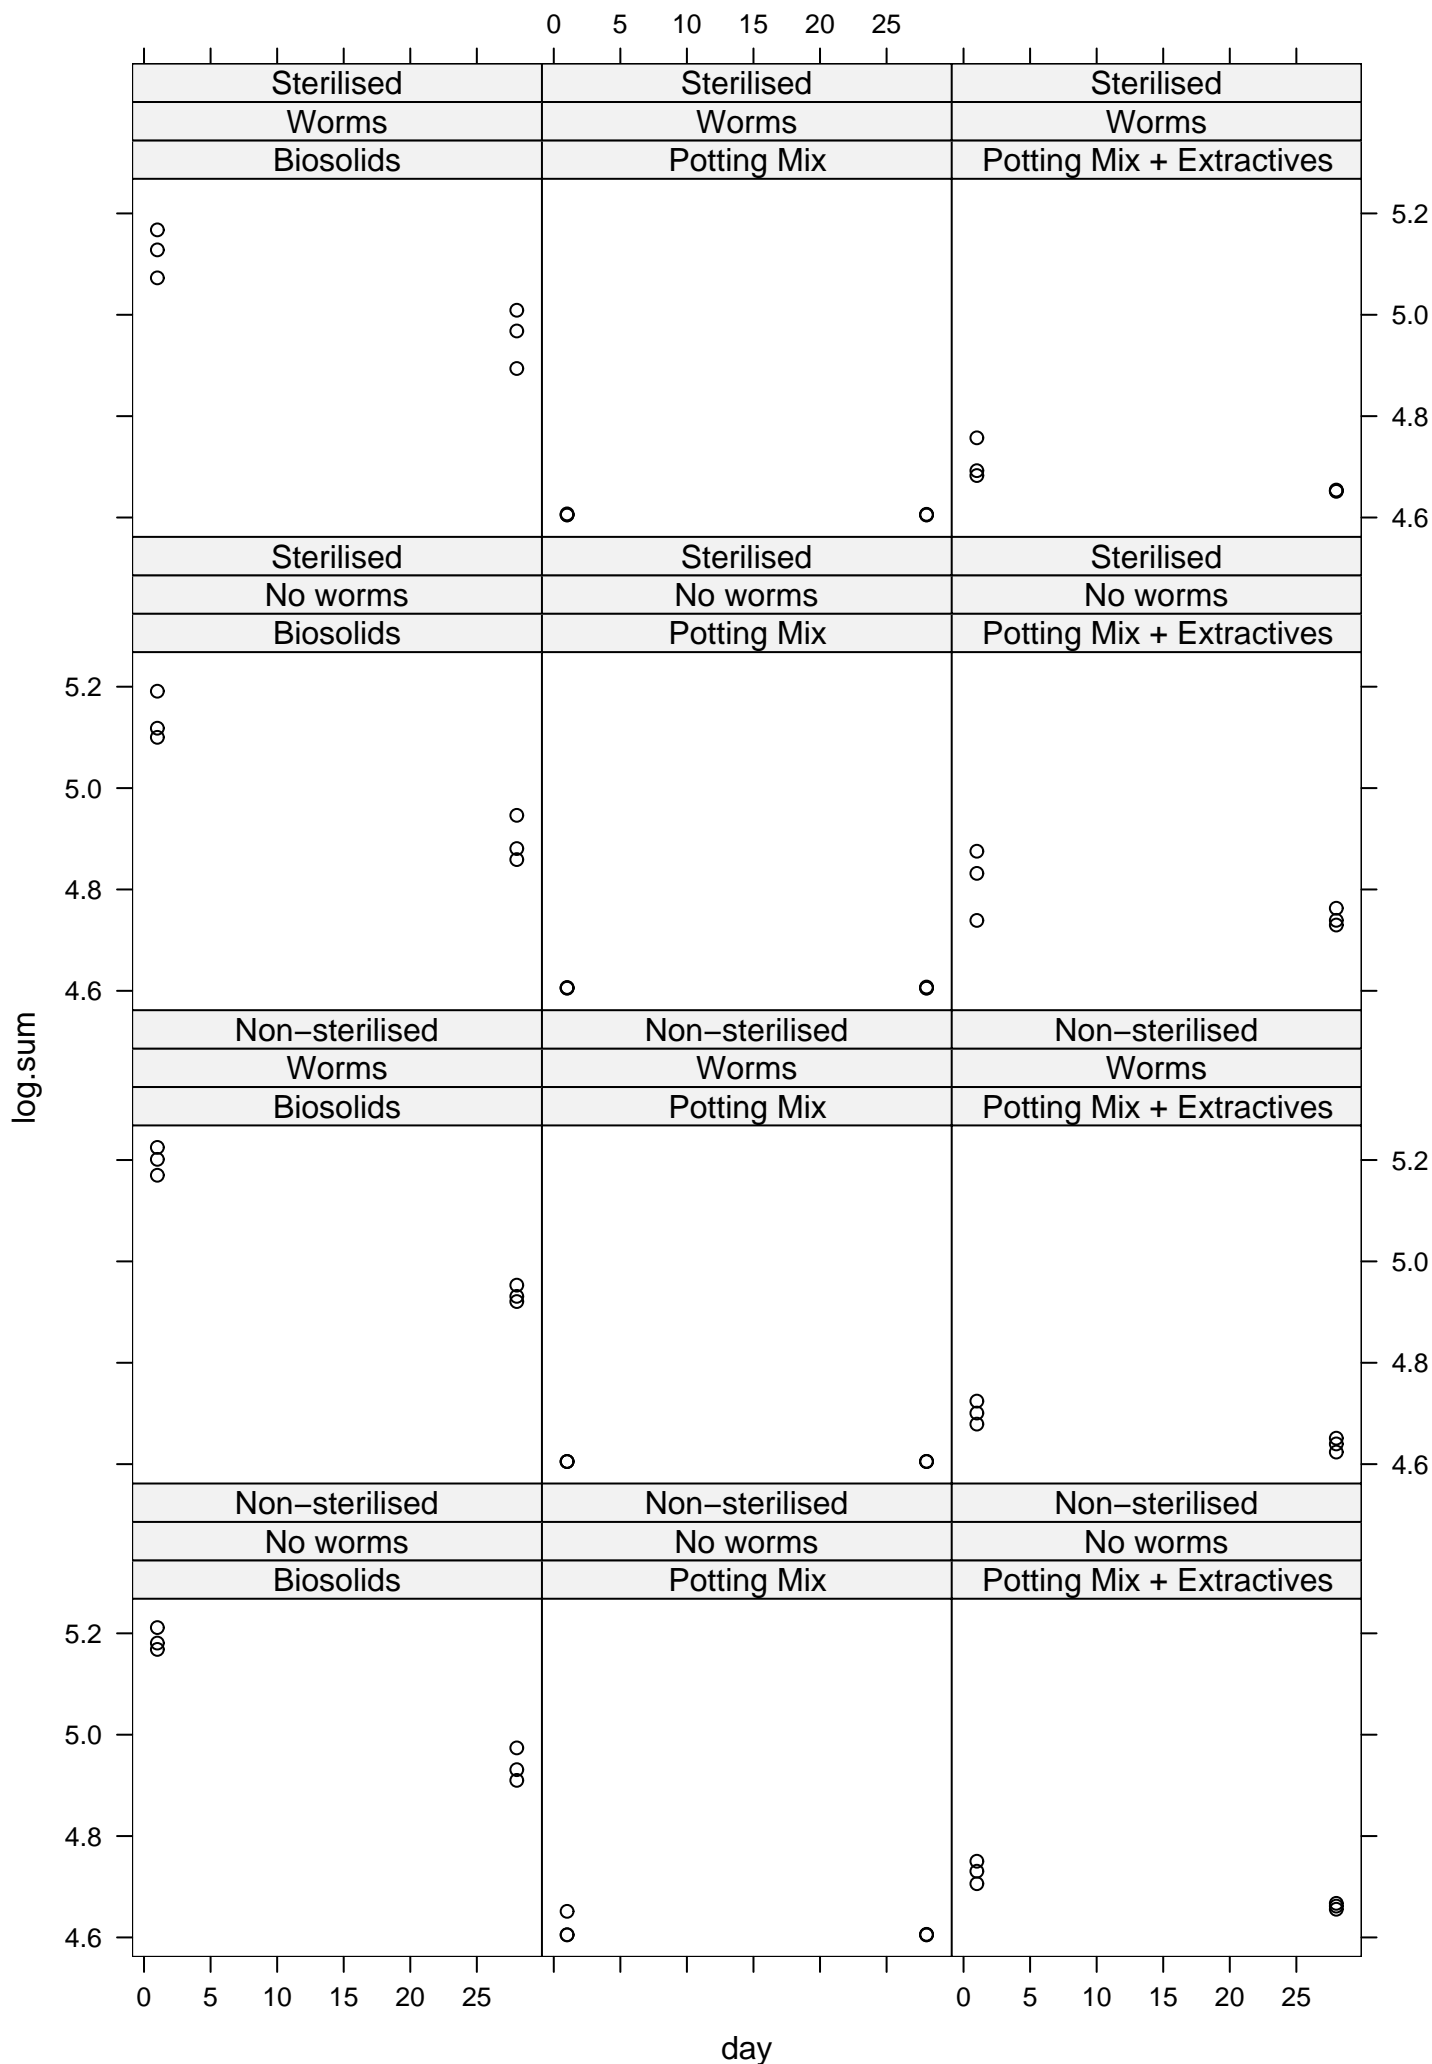 0 5 10 15 20 25
Sterilised Sterilised Sterilised
Worms Worms Worms
Biosolids Potting Mix Potting Mix + Extractives
5.2
5.0
4.8
4.6
Sterilised Sterilised Sterilised
No worms No worms No worms
Biosolids Potting Mix Potting Mix + Extractives
5.2
5.0
4.8
4.6
log.sum
Non−sterilised Non−sterilised Non−sterilised
Worms Worms Worms
Biosolids Potting Mix Potting Mix + Extractives
5.2
5.0
4.8
4.6
Non−sterilised Non−sterilised Non−sterilised
No worms No worms No worms
Biosolids Potting Mix Potting Mix + Extractives
5.2
5.0
4.8
4.6
0 5 10 15 20 25 0 5 10 15 20 25
day